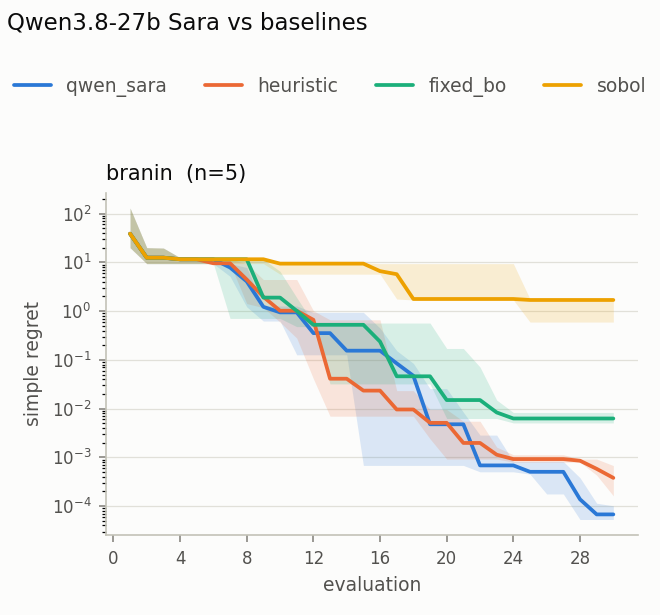 Qwen3.8-27b Sara vs baselines
qwen_sara heuristic fixed_bo sobol
branin (n=5)
10²
10¹
10⁰
10⁻¹
10⁻²
10⁻³
10⁻⁴
simple regret
0 4 8 12 16 20 24 28
evaluation